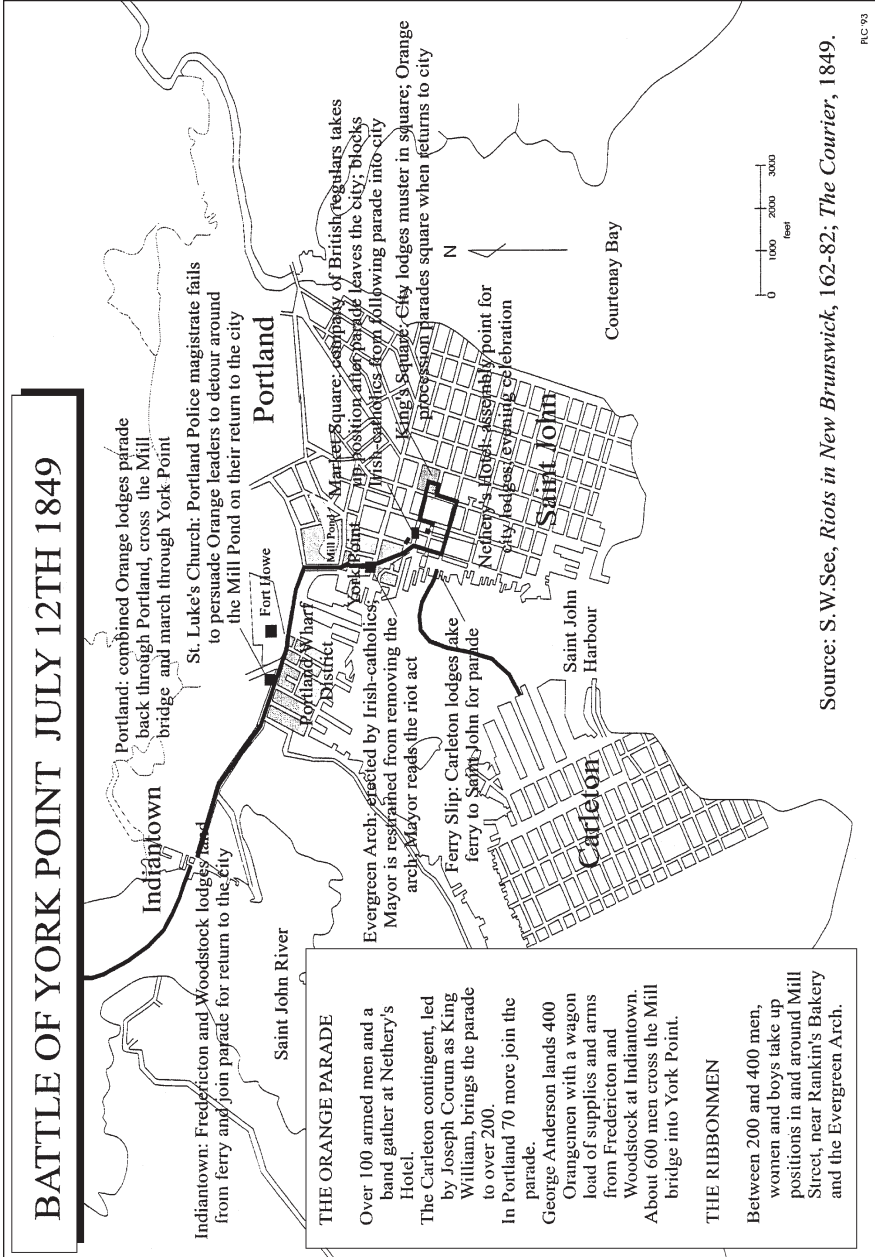 BATTLE OF YORK POINT JULY 12TH 1849
Portland: combined Orange lodges parade
back through Portland, cross the Mill
bridge and march through York Point
St. Luke's Church: Portland Police magistrate fails
to persuade Orange leaders to detour around
the Mill Pond on their return to the city
Indiantown
Indiantown: Fredericton and Woodstock lodges land
from ferry and join parade for return to the city
Fort Howe
Portland
Portland Wharf
District
Mill Pond
York Point
Market Square: company of British regulars takes
up position after parade leaves the city; blocks
Irish-catholics from following parade into city
King's Square: City lodges muster in square; Orange
procession parades square when returns to city
Saint John River
Evergreen Arch: erected by Irish-catholics;
Mayor is restrained from removing the
arch; Mayor reads the riot act
Ferry Slip: Carleton lodges take
ferry to Saint John for parade
Nethery's Hotel: assembly point for
city lodges/evening celebration
Saint John
N
Courtenay Bay
Saint John
Harbour
Carleton
0 1000 2000 3000
feet
THE ORANGE PARADE
Over 100 armed men and a
band gather at Nethery's
Hotel.
The Carleton contingent, led
by Joseph Corum as King
William, brings the parade
to over 200.
In Portland 70 more join the
parade.
George Anderson lands 400
Orangemen with a wagon
load of supplies and arms
from Fredericton and
Woodstock at Indiantown.
About 600 men cross the Mill
bridge into York Point.
THE RIBBONMEN
Between 200 and 400 men,
women and boys take up
positions in and around Mill
Street, near Rankin's Bakery
and the Evergreen Arch.
Source: S.W.See, Riots in New Brunswick, 162-82; The Courier, 1849.
PLC '93